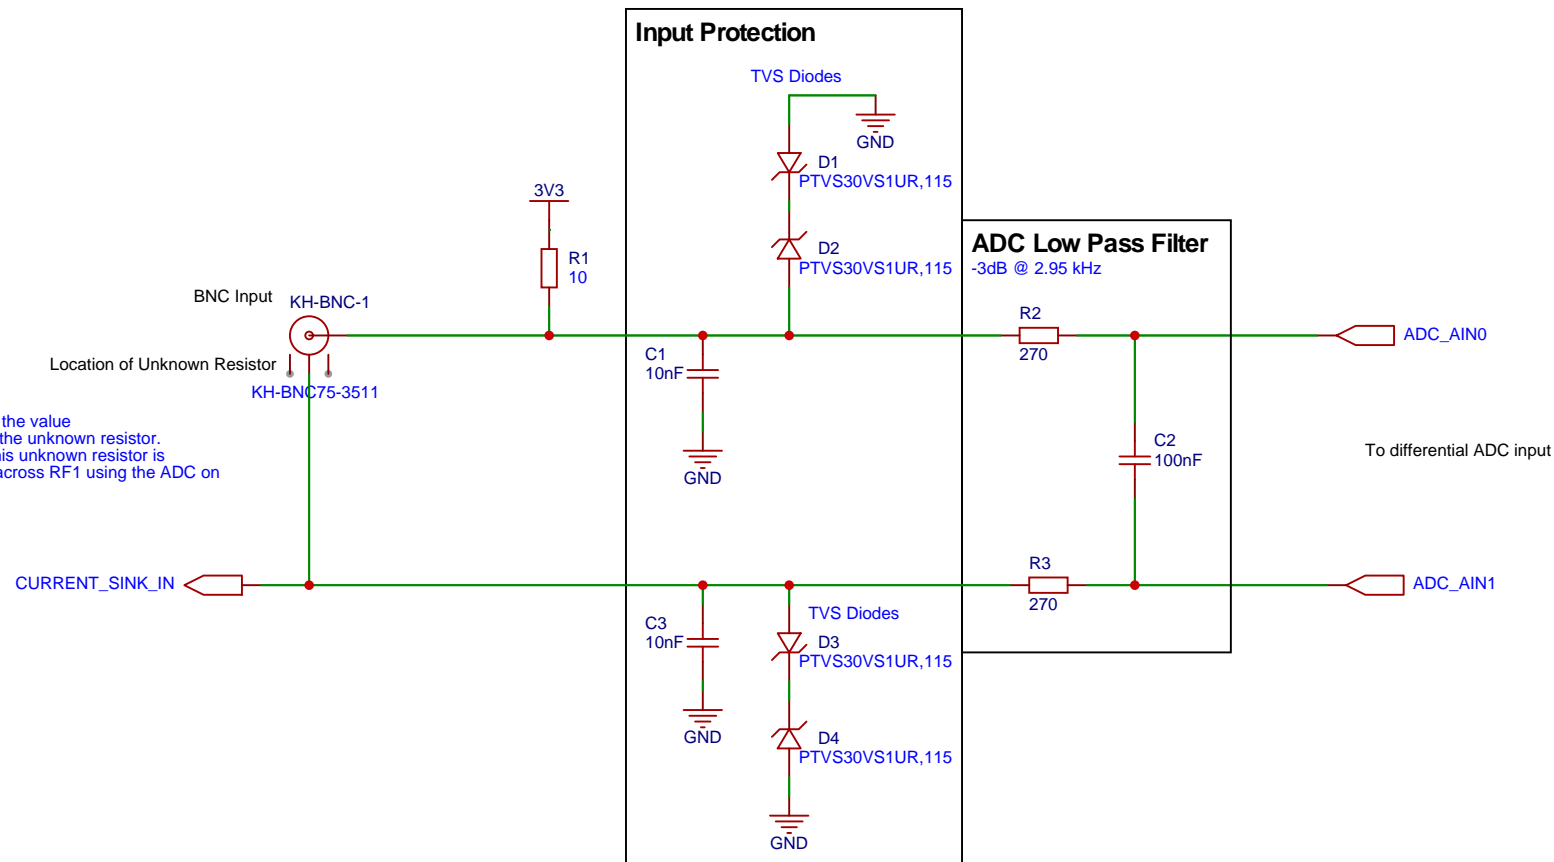 Input Protection
TVS Diodes
GND
D1
PTVS30VS1UR,115
3V3
R1
10
D2
PTVS30VS1UR,115
ADC Low Pass Filter
-3dB @ 2.95 kHz
BNC Input
KH-BNC-1
R2
270
ADC_AIN0
Location of Unknown Resistor
KH-BNC75-3511
C1
10nF
GND
the value
the unknown resistor.
is unknown resistor is
across RF1 using the ADC on
C2
100nF
To differential ADC input
CURRENT_SINK_IN
R3
270
ADC_AIN1
C3
10nF
GND
TVS Diodes
D3
PTVS30VS1UR,115
D4
PTVS30VS1UR,115
GND